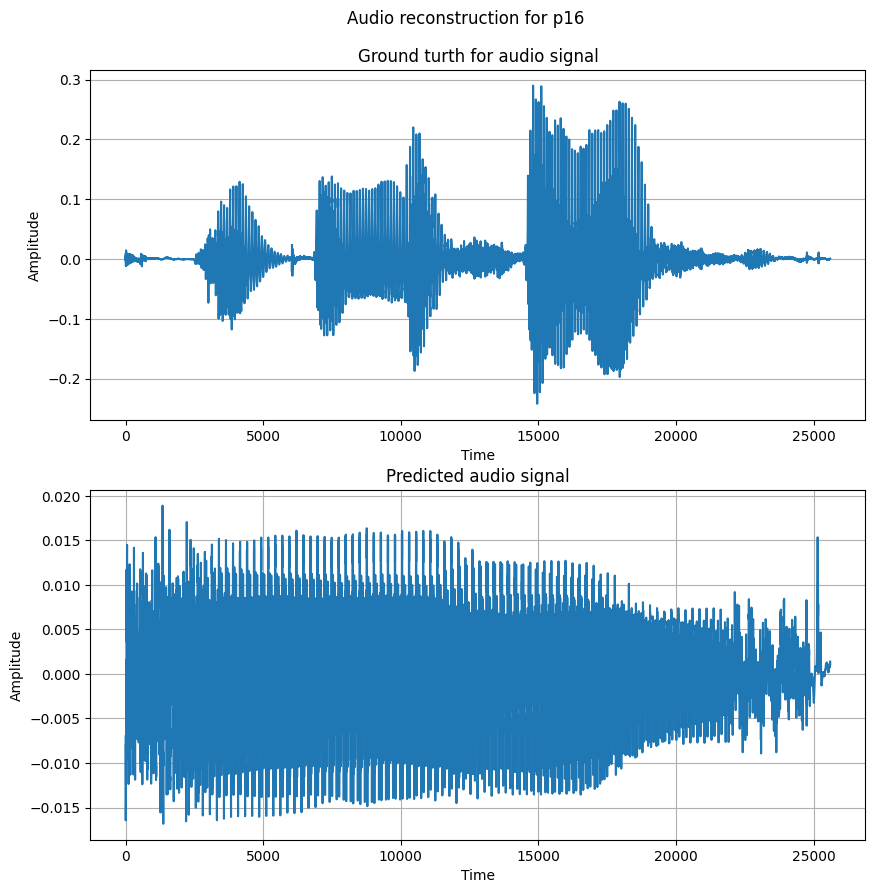 Audio reconstruction for p16
Ground turth for audio signal
0.3
0.2
0.1
0.0
−0.1
−0.2
Amplitude
0 5000 10000 15000 20000 25000
Time
Predicted audio signal
0.020
0.015
0.010
0.005
0.000
−0.005
−0.010
−0.015
Amplitude
0 5000 10000 15000 20000 25000
Time